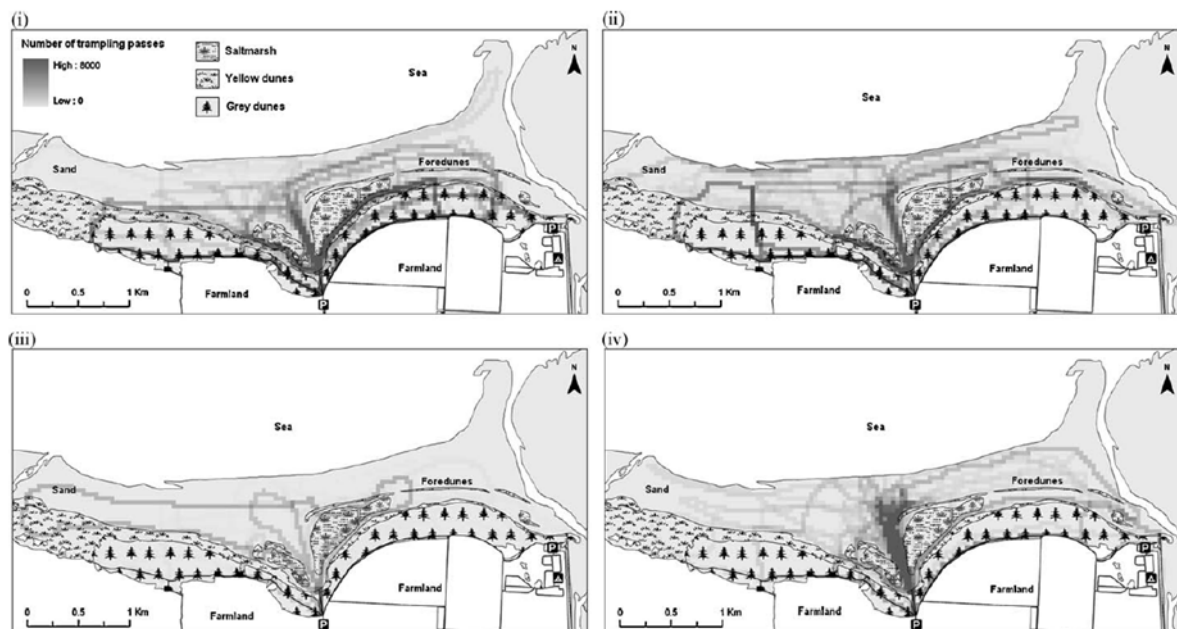 (i)
Number of trampling passes
High : 8000
Low : 0
Saltmarsh
Yellow dunes
Grey dunes
Sea
N
Sand
Foredunes
Farmland
Farmland
P
P
0 0.5 1 Km
(ii)
Sea
N
Sand
Foredunes
Farmland
Farmland
P
P
0 0.5 1 Km
(iii)
Sea
N
Sand
Foredunes
Farmland
Farmland
P
P
0 0.5 1 Km
(iv)
Sea
N
Sand
Foredunes
Farmland
Farmland
P
P
0 0.5 1 Km